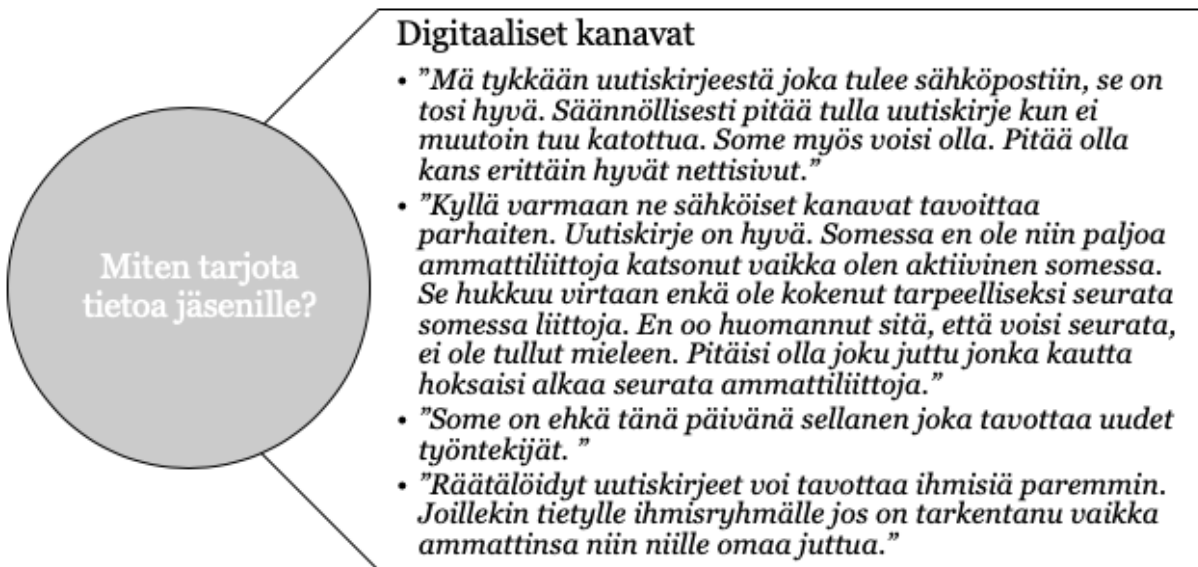 Miten tarjota
tietoa jäsenille?
Digitaaliset kanavat
• ”Mä tykkään uutiskirjeestä joka tulee sähköpostiin, se on
tosi hyvä. Säännöllisesti pitää tulla uutiskirje kun ei
muutoin tuu katottua. Some myös voisi olla. Pitää olla
kans erittäin hyvät nettisivut.”
• ”Kyllä varmaan ne sähköiset kanavat tavoittaa
parhaiten. Uutiskirje on hyvä. Somessa en ole niin paljoa
ammattiliittoja katsonut vaikka olen aktiivinen somessa.
Se hukkuu virtaan enkä ole kokenut tarpeelliseksi seurata
somessa liittoja. En oo huomannut sitä, että voisi seurata,
ei ole tullut mieleen. Pitäisi olla joku juttu jonka kautta
hoksaisi alkaa seurata ammattiliittoja.”
• ”Some on ehkä tänä päivänä sellanen joka tavottaa uudet
työntekijät. ”
• ”Räätälöidyt uutiskirjeet voi tavottaa ihmisiä paremmin.
Joillekin tietylle ihmisryhmälle jos on tarkentanu vaikka
ammattinsa niin niille omaa juttua.”